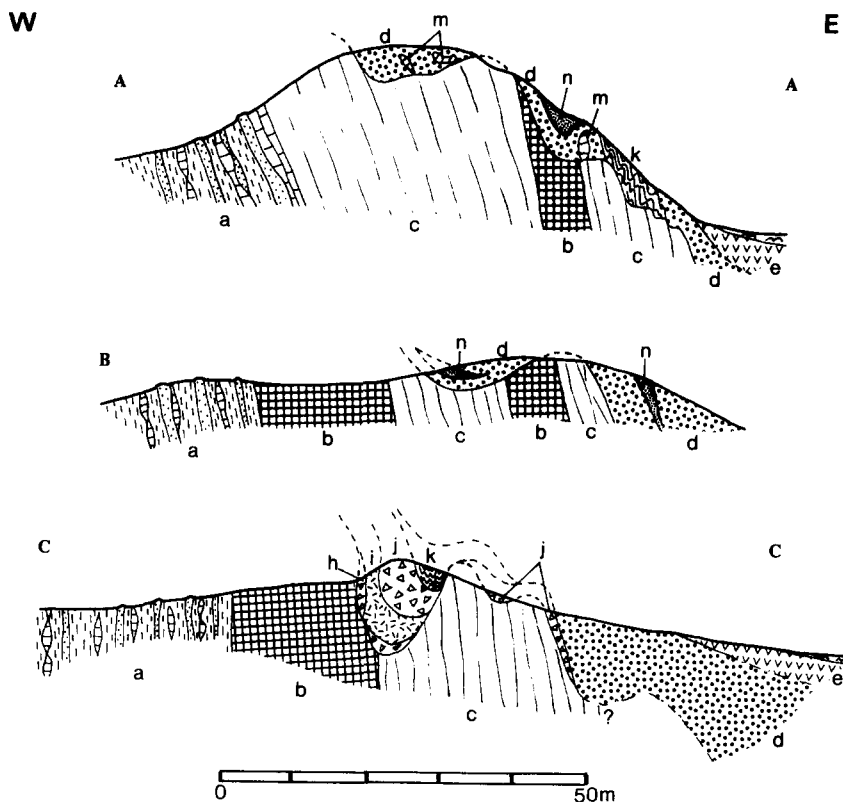 W E
d m
A d n m A
k
a c b c d e
B n d n
a b c b c d
C h i j k j C
a b c ? d e
0 50m